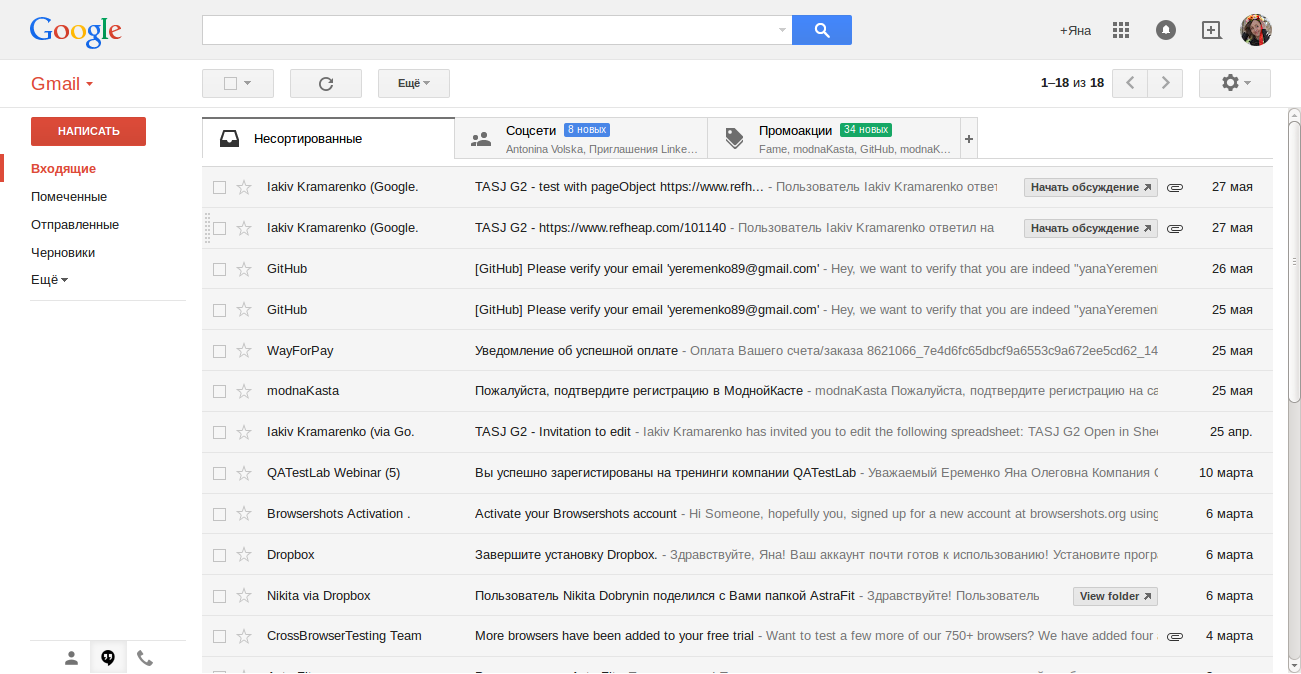 Google
+Яна
Gmail
Ещё
1–18 из 18
НАПИСАТЬ
Входящие
Помеченные
Отправленные
Черновики
Ещё
Несортированные
Соцсети 8 новых
Antonina Volska, Приглашения Linke…
Промоакции 34 новых
Fame, modnaKasta, GitHub, modnaK…
+
Iakiv Kramarenko (Google. TASJ G2 - test with pageObject https://www.refh… - Пользователь Iakiv Kramarenko ответ Начать обсуждение 27 мая
Iakiv Kramarenko (Google. TASJ G2 - https://www.refheap.com/101140 - Пользователь Iakiv Kramarenko ответил на Начать обсуждение 27 мая
GitHub [GitHub] Please verify your email 'yeremenko89@gmail.com' - Hey, we want to verify that you are indeed "yanaYeremen 26 мая
GitHub [GitHub] Please verify your email 'yeremenko89@gmail.com' - Hey, we want to verify that you are indeed "yanaYeremen 25 мая
WayForPay Уведомление об успешной оплате - Оплата Вашего счета/заказа 8621066_7e4d6fc65dbcf9a6553c9a672ee5cd62_14 25 мая
modnaKasta Пожалуйста, подтвердите регистрацию в МоднойКасте - modnaKasta Пожалуйста, подтвердите регистрацию на са 25 мая
Iakiv Kramarenko (via Go. TASJ G2 - Invitation to edit - Iakiv Kramarenko has invited you to edit the following spreadsheet: TASJ G2 Open in Shee 25 апр.
QATestLab Webinar (5) Вы успешно зарегистированы на тренинги компании QATestLab - Уважаемый Еременко Яна Олеговна Компания 10 марта
Browsershots Activation . Activate your Browsershots account - Hi Someone, hopefully you, signed up for a new account at browsershots.org using 6 марта
Dropbox Завершите установку Dropbox. - Здравствуйте, Яна! Ваш аккаунт почти готов к использованию! Установите прогр 6 марта
Nikita via Dropbox Пользователь Nikita Dobrynin поделился с Вами папкой AstraFit - Здравствуйте! Пользователь View folder 6 марта
CrossBrowserTesting Team More browsers have been added to your free trial - Want to test a few more of our 750+ browsers? We have added four 4 марта